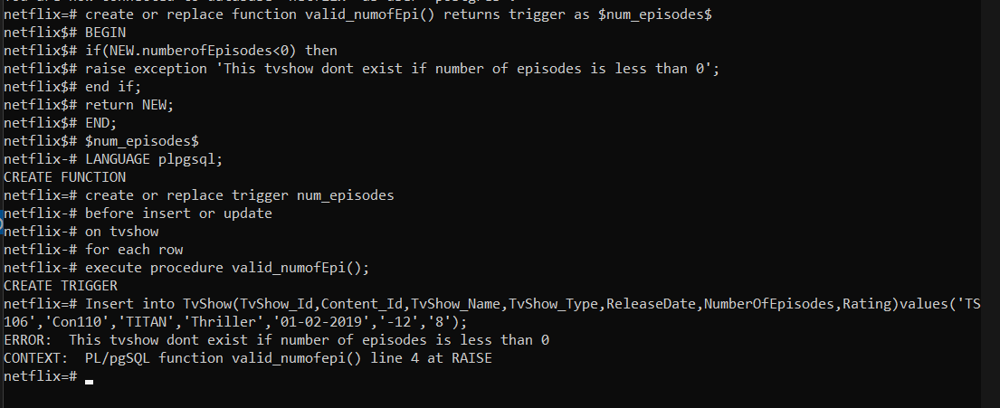 netflix=# create or replace function valid_numofEpi() returns trigger as $num_episodes$
netflix$# BEGIN
netflix$# if(NEW.numberofEpisodes<0) then
netflix$# raise exception 'This tvshow dont exist if number of episodes is less than 0';
netflix$# end if;
netflix$# return NEW;
netflix$# END;
netflix$# $num_episodes$
netflix-# LANGUAGE plpgsql;
CREATE FUNCTION
netflix=# create or replace trigger num_episodes
netflix-# before insert or update
netflix-# on tvshow
netflix-# for each row
netflix-# execute procedure valid_numofEpi();
CREATE TRIGGER
netflix=# Insert into TvShow(TvShow_Id,Content_Id,TvShow_Name,TvShow_Type,ReleaseDate,NumberOfEpisodes,Rating)values('TS
106','Con110','TITAN','Thriller','01-02-2019','-12','8');
ERROR:  This tvshow dont exist if number of episodes is less than 0
CONTEXT:  PL/pgSQL function valid_numofepi() line 4 at RAISE
netflix=#